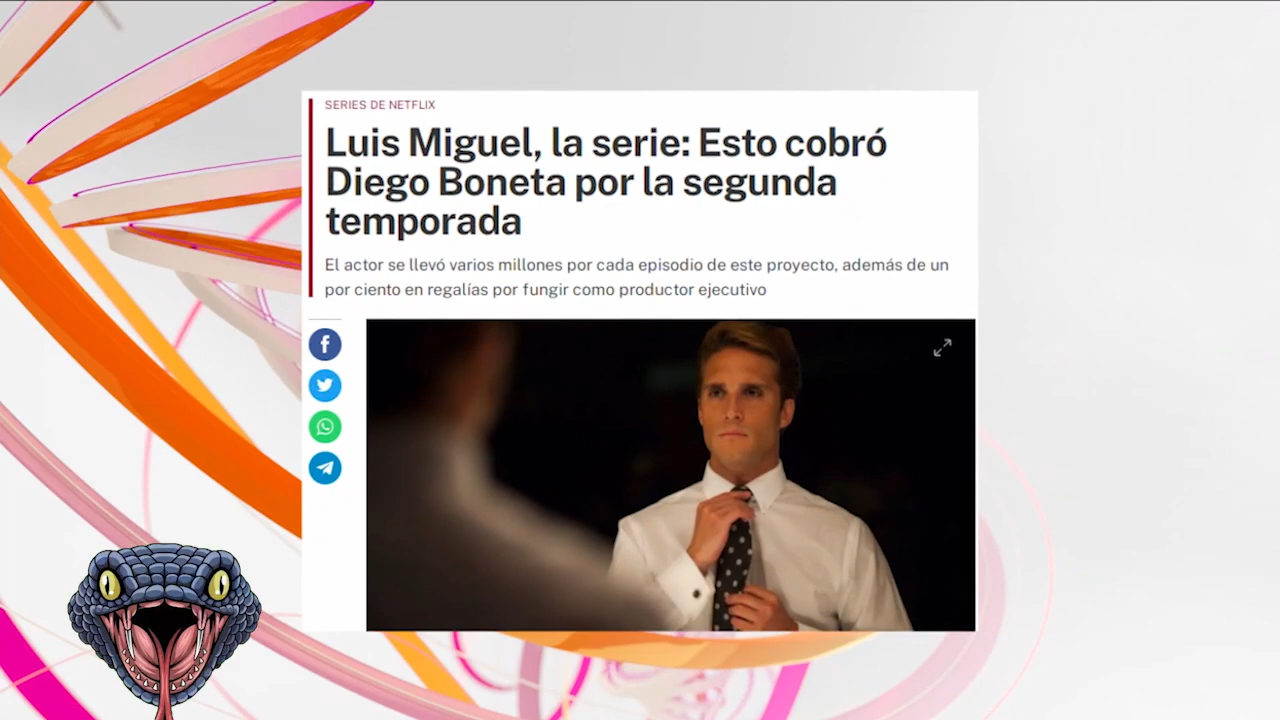 SERIES DE NETFLIX
Luis Miguel, la serie: Esto cobró
Diego Boneta por la segunda
temporada
El actor se llevó varios millones por cada episodio de este proyecto, además de un
por ciento en regalías por fungir como productor ejecutivo